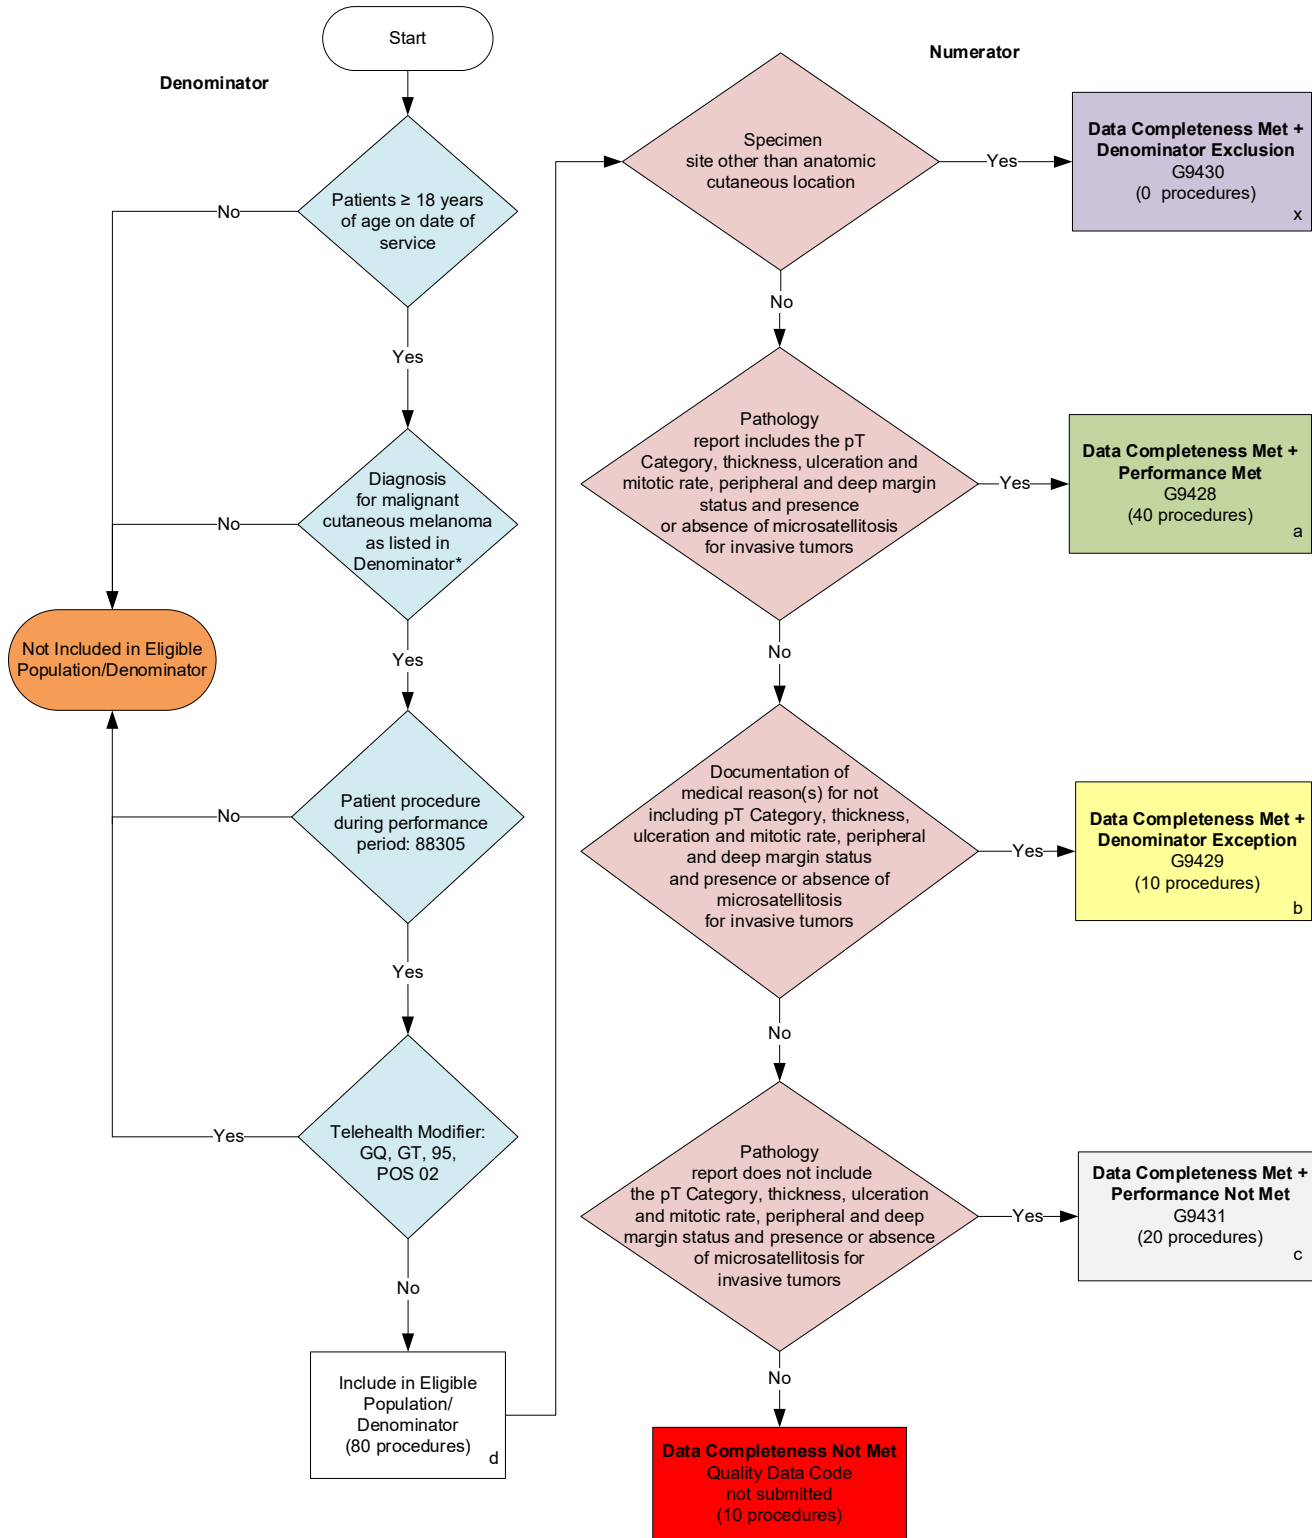 Start
Denominator
Patients ≥ 18 years
of age on date of
service
No
Yes
Diagnosis
for malignant
cutaneous melanoma
as listed in
Denominator*
No
Not Included in Eligible
Population/Denominator
Yes
Patient procedure
during performance
period: 88305
No
Yes
Telehealth Modifier:
GQ, GT, 95,
POS 02
Yes
No
Include in Eligible
Population/
Denominator
(80 procedures)
d
Numerator
Specimen
site other than anatomic
cutaneous location
Yes
Data Completeness Met +
Denominator Exclusion
G9430
(0 procedures)
x
No
Pathology
report includes the pT
Category, thickness, ulceration and
mitotic rate, peripheral and deep margin
status and presence
or absence of microsatellitosis
for invasive tumors
Yes
Data Completeness Met +
Performance Met
G9428
(40 procedures)
a
No
Documentation of
medical reason(s) for not
including pT Category, thickness,
ulceration and mitotic rate, peripheral
and deep margin status
and presence or absence of
microsatellitosis
for invasive tumors
Yes
Data Completeness Met +
Denominator Exception
G9429
(10 procedures)
b
No
Pathology
report does not include
the pT Category, thickness, ulceration
and mitotic rate, peripheral and deep
margin status and presence or absence
of microsatellitosis for
invasive tumors
Yes
Data Completeness Met +
Performance Not Met
G9431
(20 procedures)
c
No
Data Completeness Not Met
Quality Data Code
not submitted
(10 procedures)